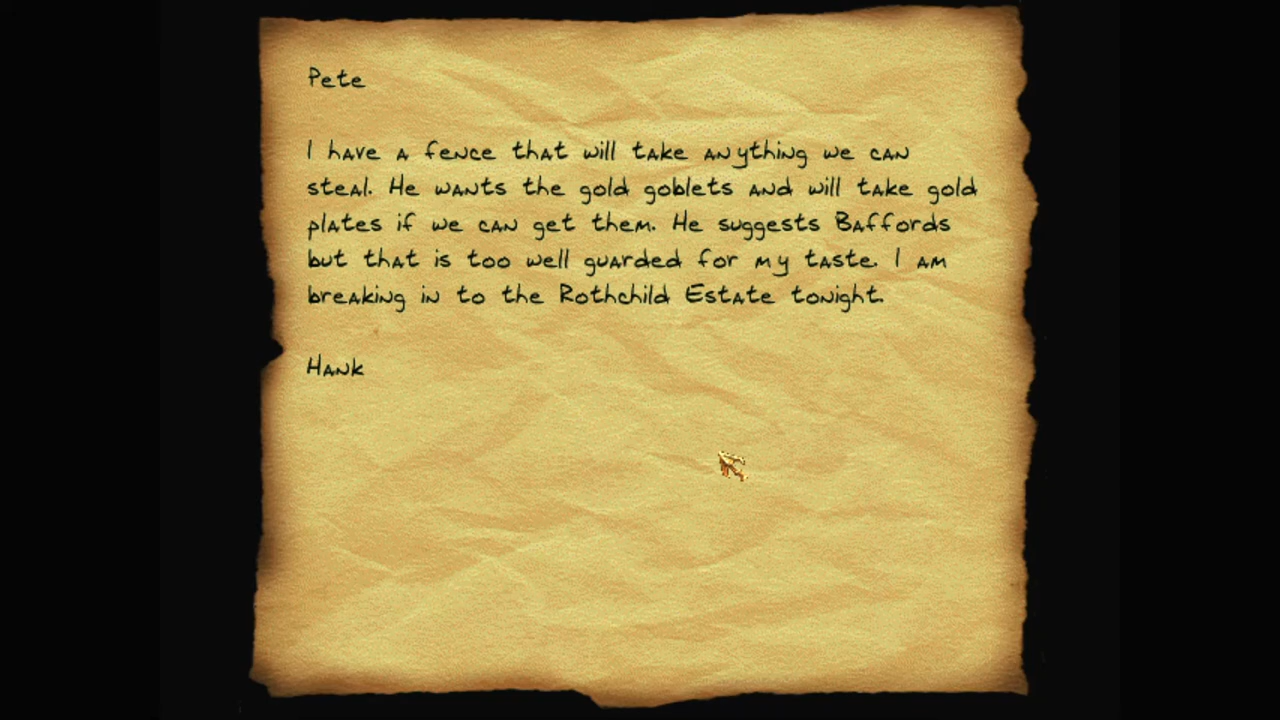 Pete
I have a fence that will take anything we can
steal. He wants the gold goblets and will take gold
plates if we can get them. He suggests Baffords
but that is too well guarded for my taste. I am
breaking in to the Rothchild Estate tonight.
Hank